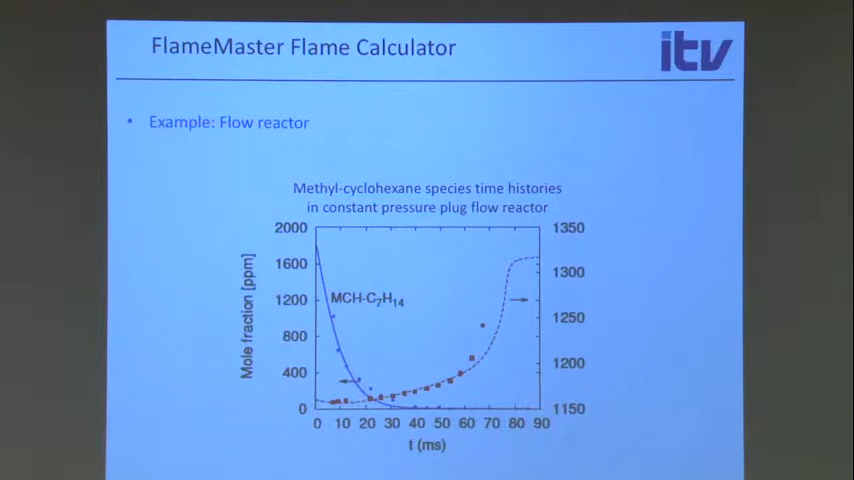 FlameMaster Flame Calculator
itv
• Example: Flow reactor
Methyl-cyclohexane species time histories
in constant pressure plug flow reactor
2000
1600
1200
800
400
0
Mole fraction [ppm]
MCH-C₇H₁₄
1350
1300
1250
1200
1150
0 10 20 30 40 50 60 70 80 90
t (ms)